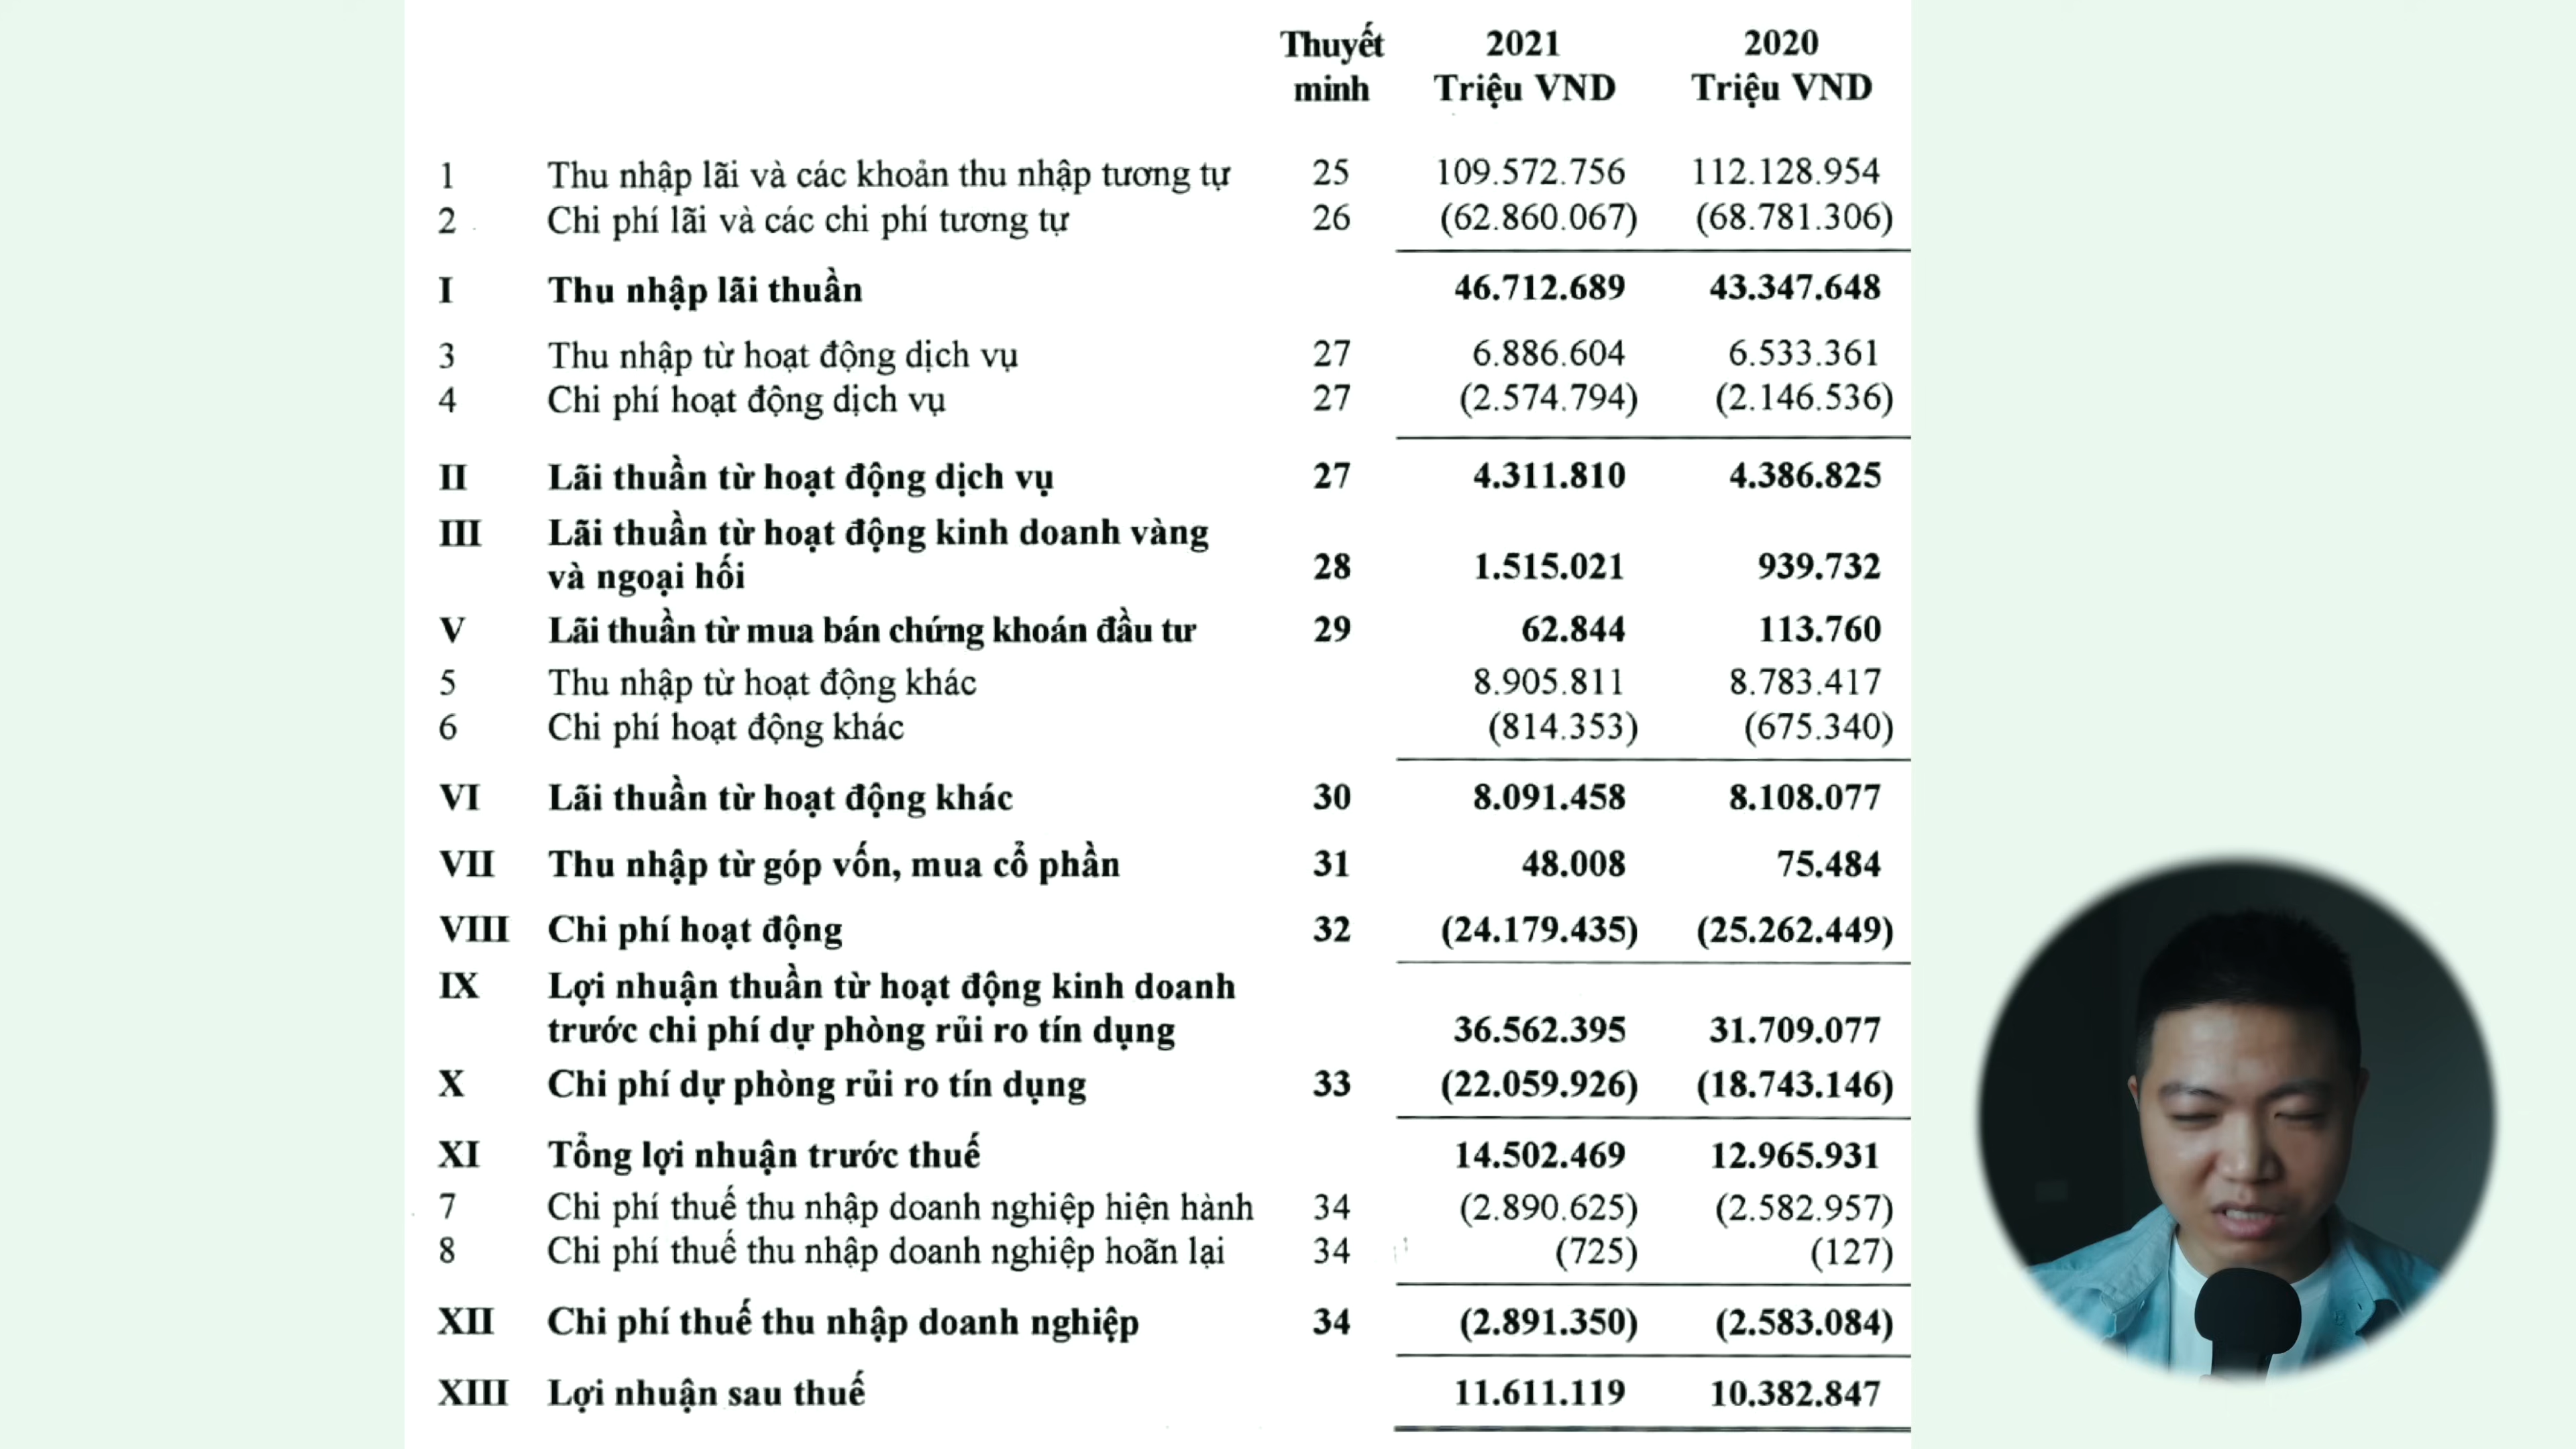 Thuyết 2021 2020
minh Triệu VND Triệu VND
1 Thu nhập lãi và các khoản thu nhập tương tự 25 109.572.756 112.128.954
2 Chi phí lãi và các chi phí tương tự 26 (62.860.067) (68.781.306)
I Thu nhập lãi thuần 46.712.689 43.347.648
3 Thu nhập từ hoạt động dịch vụ 27 6.886.604 6.533.361
4 Chi phí hoạt động dịch vụ 27 (2.574.794) (2.146.536)
II Lãi thuần từ hoạt động dịch vụ 27 4.311.810 4.386.825
III Lãi thuần từ hoạt động kinh doanh vàng
và ngoại hối 28 1.515.021 939.732
V Lãi thuần từ mua bán chứng khoán đầu tư 29 62.844 113.760
5 Thu nhập từ hoạt động khác 8.905.811 8.783.417
6 Chi phí hoạt động khác (814.353) (675.340)
VI Lãi thuần từ hoạt động khác 30 8.091.458 8.108.077
VII Thu nhập từ góp vốn, mua cổ phần 31 48.008 75.484
VIII Chi phí hoạt động 32 (24.179.435) (25.262.449)
IX Lợi nhuận thuần từ hoạt động kinh doanh
trước chi phí dự phòng rủi ro tín dụng 36.562.395 31.709.077
X Chi phí dự phòng rủi ro tín dụng 33 (22.059.926) (18.743.146)
XI Tổng lợi nhuận trước thuế 14.502.469 12.965.931
7 Chi phí thuế thu nhập doanh nghiệp hiện hành 34 (2.890.625) (2.582.957)
8 Chi phí thuế thu nhập doanh nghiệp hoãn lại 34 (725) (127)
XII Chi phí thuế thu nhập doanh nghiệp 34 (2.891.350) (2.583.084)
XIII Lợi nhuận sau thuế 11.611.119 10.382.847